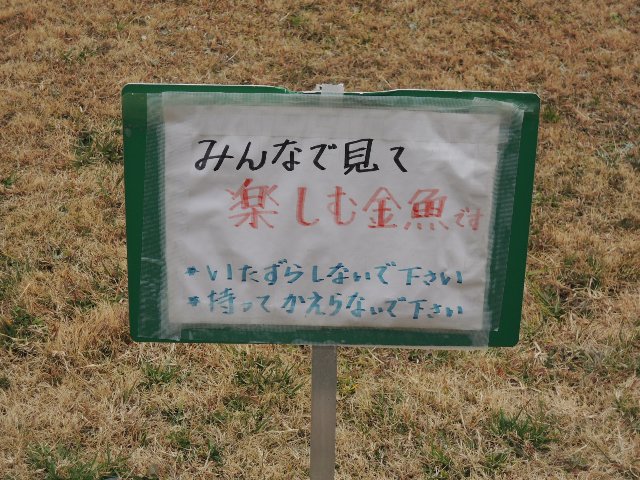 みんなで見て
楽しむ金魚です
*いたずらしないで下さい
*持ってかえらないで下さい